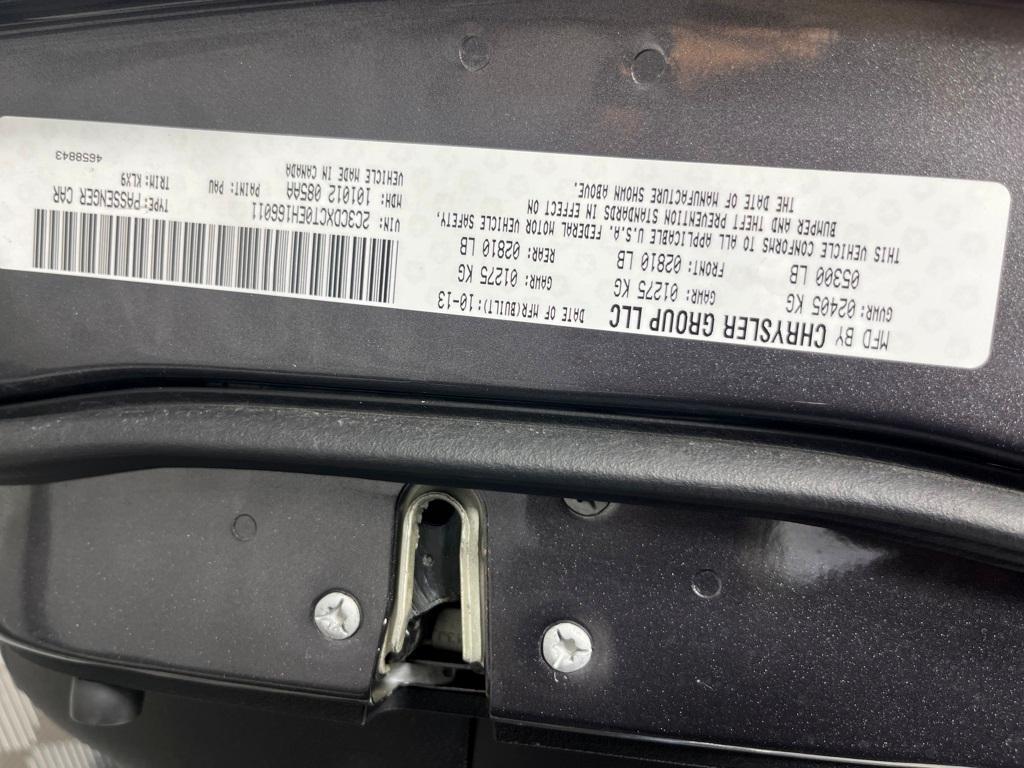 MFD BY CHRYSLER GROUP LLC
DATE OF MFR(BUILT):10-13
GVWR: 02405 KG
GAWR: 01275 KG
GAWR: 01275 KG
05300 LB
FRONT: 02810 LB
REAR: 02810 LB
THIS VEHICLE CONFORMS TO ALL APPLICABLE U.S.A. FEDERAL MOTOR VEHICLE SAFETY,
BUMPER AND THEFT PREVENTION STANDARDS IN EFFECT ON
THE DATE OF MANUFACTURE SHOWN ABOVE.
VIN: 2C3CDXCT0EH166011
TYPE: PASSENGER CAR
MDH: 101012 085AA
PAINT: PAU
TRIM: KLX9
VEHICLE MADE IN CANADA
4658843